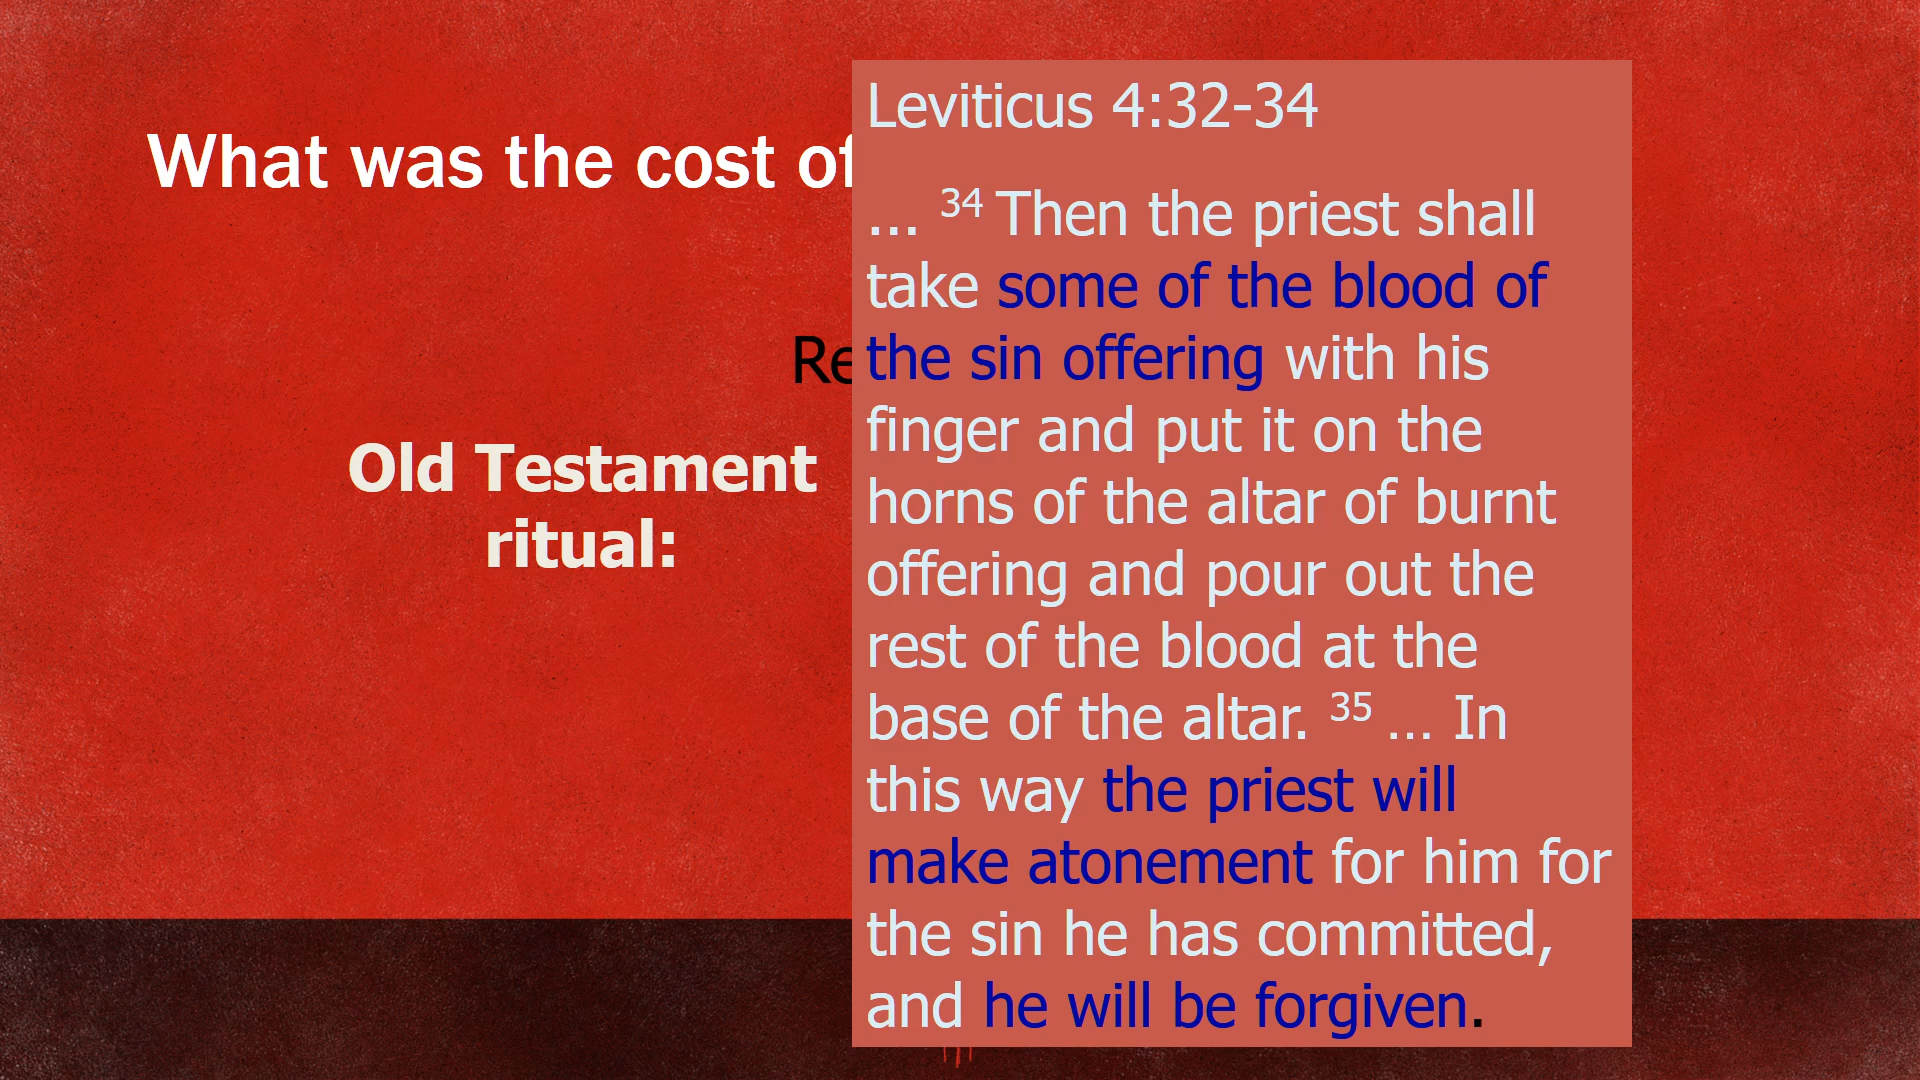 What was the cost of
Re
Old Testament
ritual:
Leviticus 4:32-34
... 34 Then the priest shall
take some of the blood of
the sin offering with his
finger and put it on the
horns of the altar of burnt
offering and pour out the
rest of the blood at the
base of the altar. 35 ... In
this way the priest will
make atonement for him for
the sin he has committed,
and he will be forgiven.